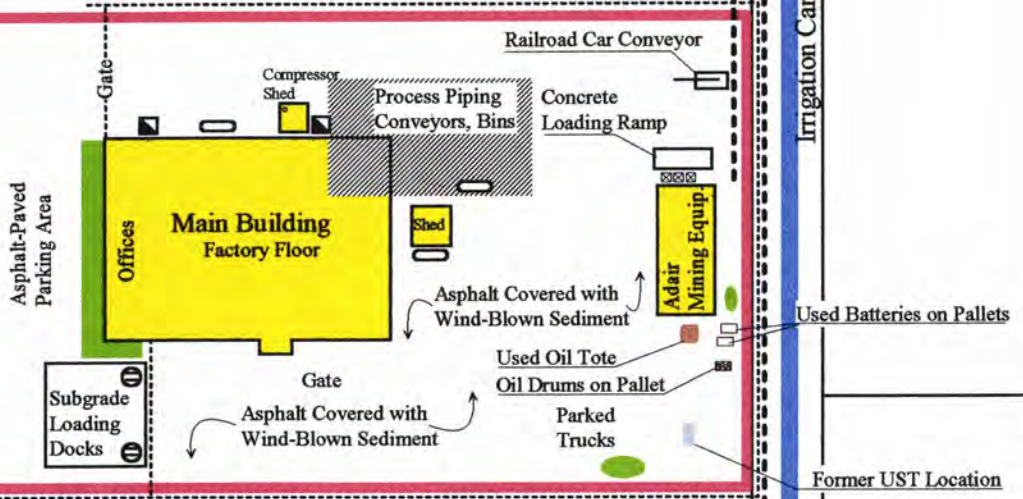 Railroad Car Conveyor
Irrigation Can
Gate
Compressor
Shed
Process Piping
Conveyors, Bins
Concrete
Loading Ramp
Asphalt-Paved
Parking Area
Offices
Main Building
Factory Floor
Shed
Adair
Mining Equip.
Asphalt Covered with
Wind-Blown Sediment
Used Batteries on Pallets
Used Oil Tote
Oil Drums on Pallet
Gate
Subgrade
Loading
Docks
Asphalt Covered with
Wind-Blown Sediment
Parked
Trucks
Former UST Location